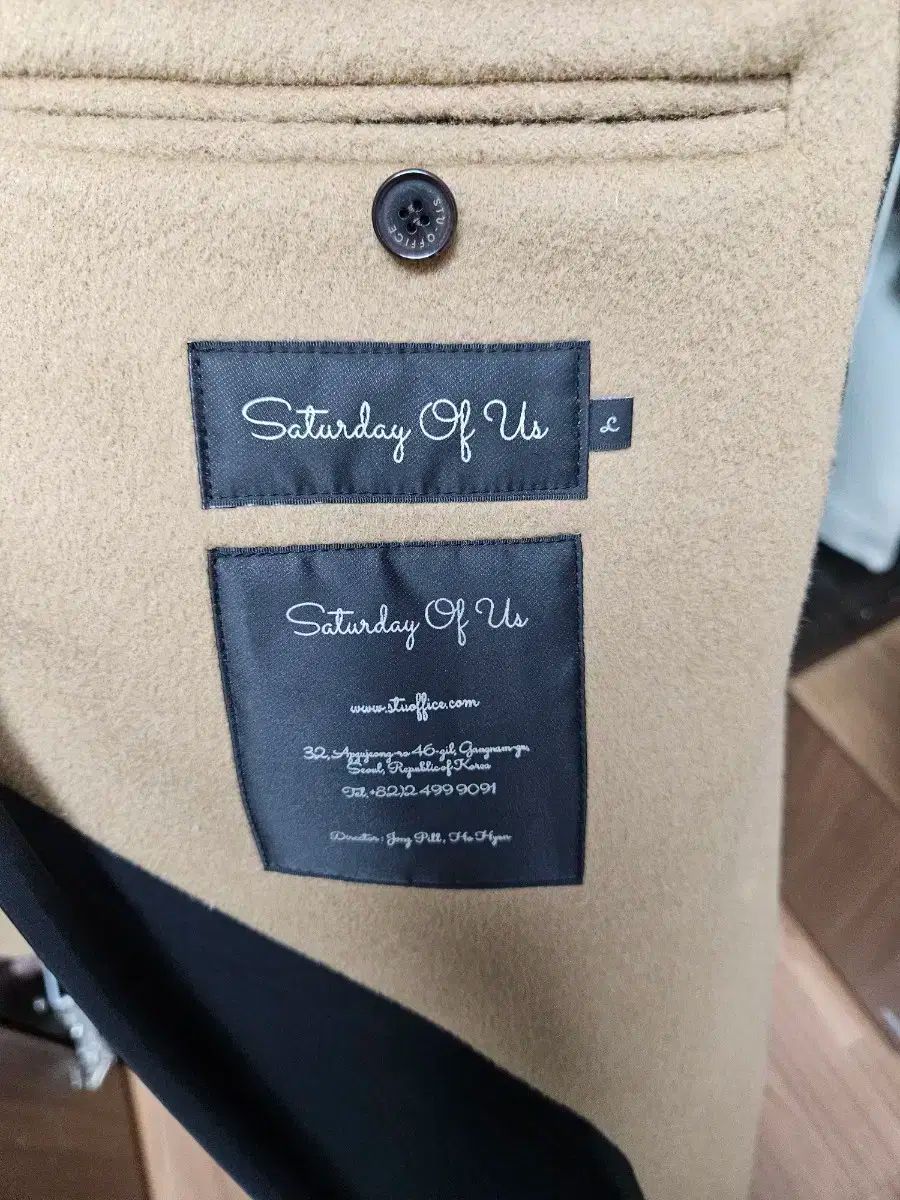 STU-OFFICE
Saturday Of Us
L
Saturday Of Us
www.stuoffice.com
32, Apgujeong-ro 46-gil, Gangnam-gu,
Seoul, Republic of Korea
Tel. +82)2 499 9091
Director : Jong Pill, Ho Hyun